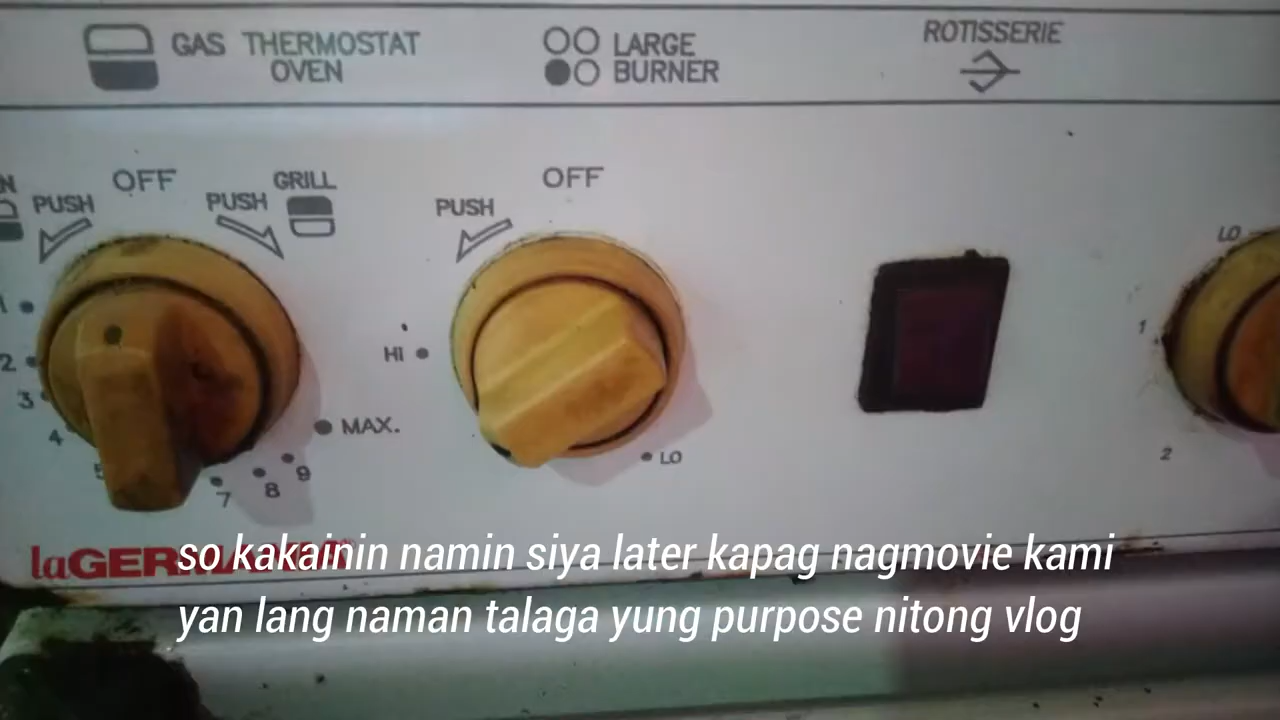 GAS THERMOSTAT
OVEN
LARGE
BURNER
ROTISSERIE
OFF
PUSH
PUSH
GRILL
OFF
PUSH
LO
1
2
3
4
5
7
8
9
MAX.
HI
LO
1
2
laGERMANIA
so kakainin namin siya later kapag nagmovie kami
yan lang naman talaga yung purpose nitong vlog